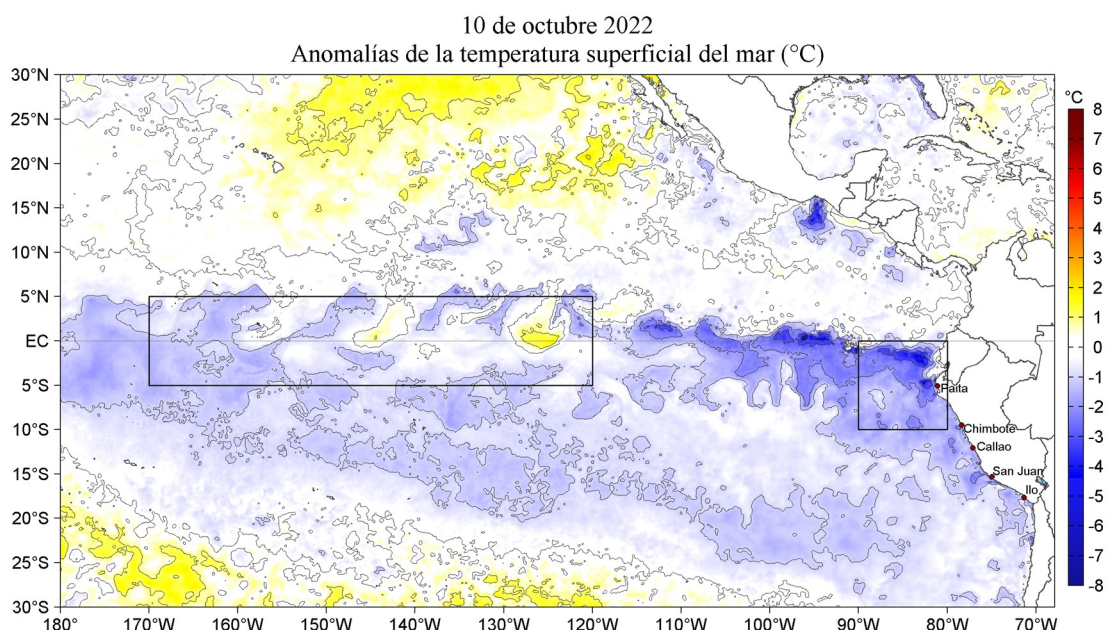 10 de octubre 2022
Anomalías de la temperatura superficial del mar (°C)
30°N
25°N
20°N
15°N
10°N
5°N
EC
5°S
10°S
15°S
20°S
25°S
30°S
180
170°W
160°W
150°W
140°W
130°W
120°W
110°W
100°W
90°W
80°W
70°W
Paita
Chimbote
Callao
San Juan
Ilo
°C
8
7
6
5
4
3
2
1
0
-1
-2
-3
-4
-5
-6
-7
-8